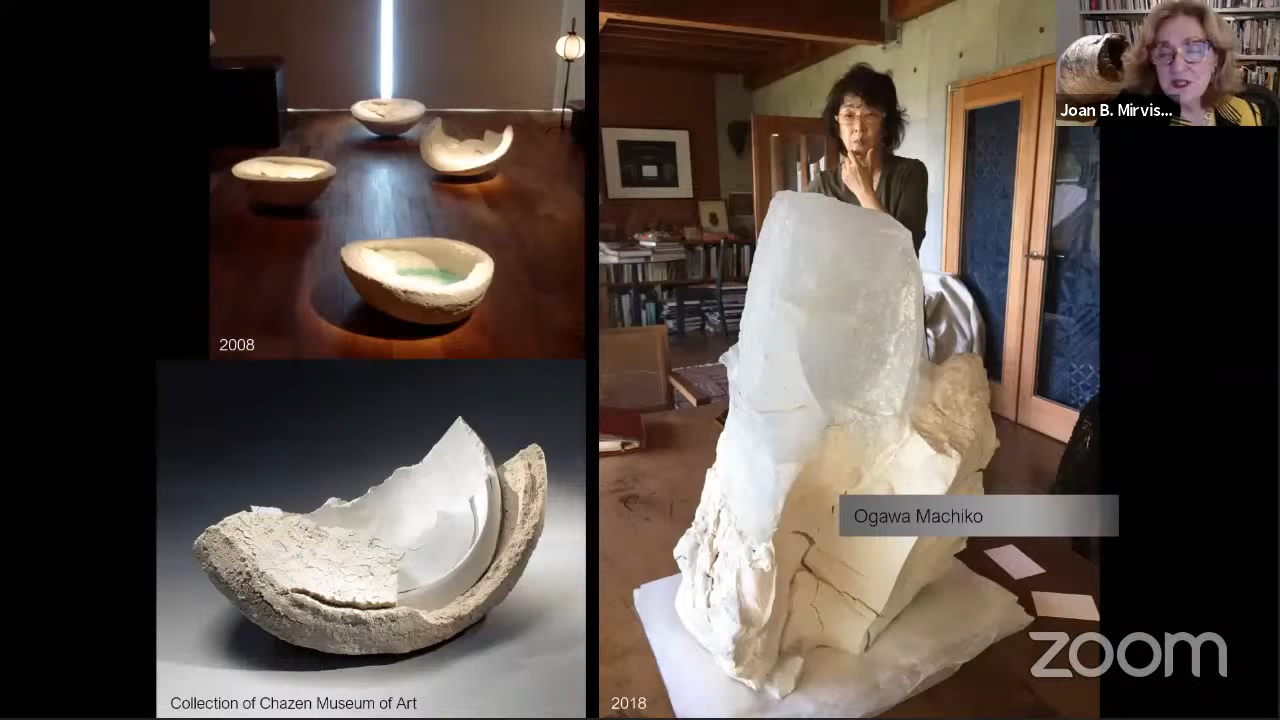 Joan B. Mirvis...
2008
Ogawa Machiko
Collection of Chazen Museum of Art
2018
zoom